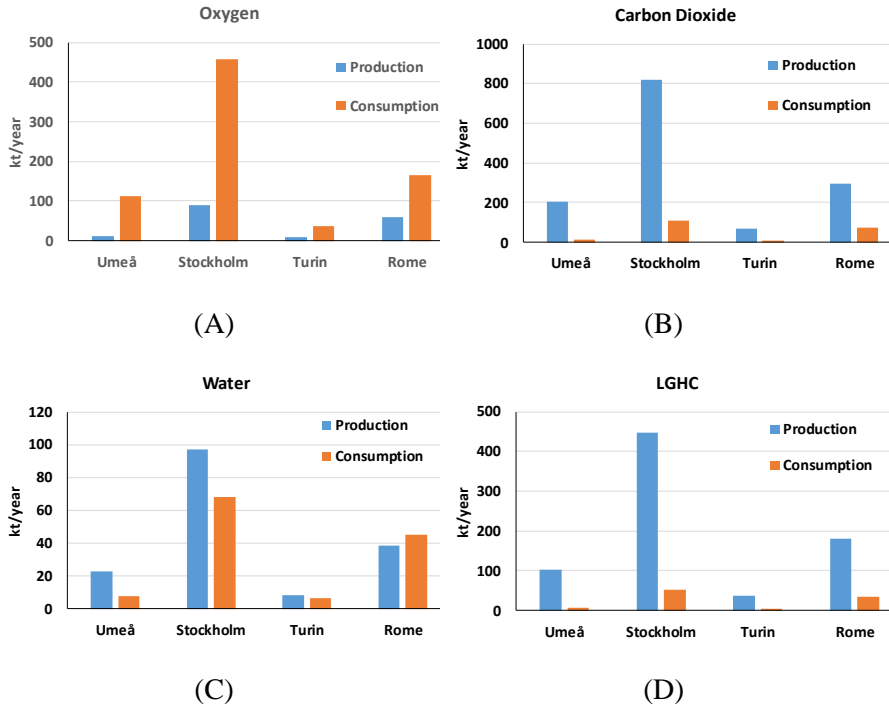 Oxygen
500
400
300
200
100
0
kt/year
Production
Consumption
Umeå Stockholm Turin Rome
(A)
Carbon Dioxide
1000
800
600
400
200
0
kt/year
Production
Consumption
Umeå Stockholm Turin Rome
(B)
Water
120
100
80
60
40
20
0
kt/year
Production
Consumption
Umeå Stockholm Turin Rome
(C)
LGHC
500
400
300
200
100
0
kt/year
Production
Consumption
Umeå Stockholm Turin Rome
(D)